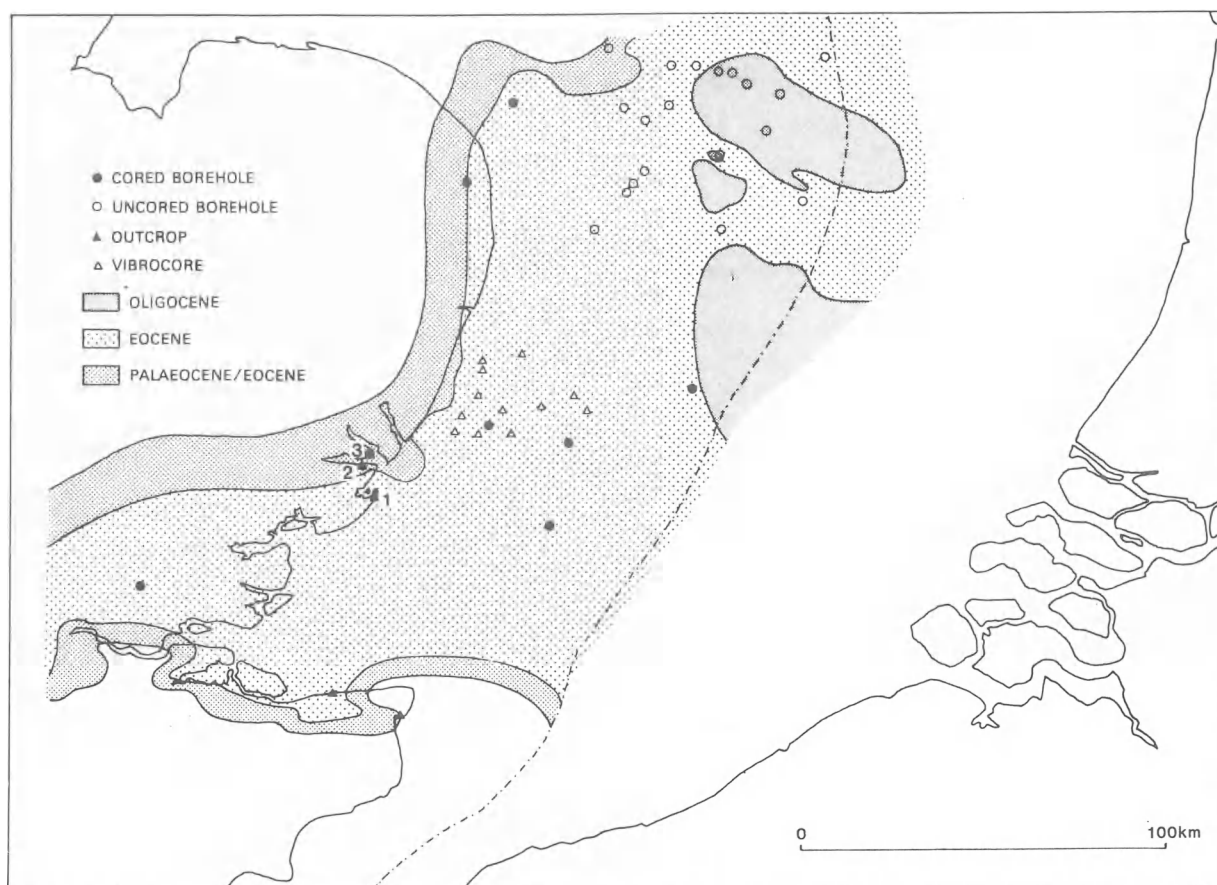 CORED BOREHOLE
UNCORED BOREHOLE
OUTCROP
VIBROCORE
OLIGOCENE
EOCENE
PALAEOCENE/EOCENE
3
2
1
0 100km